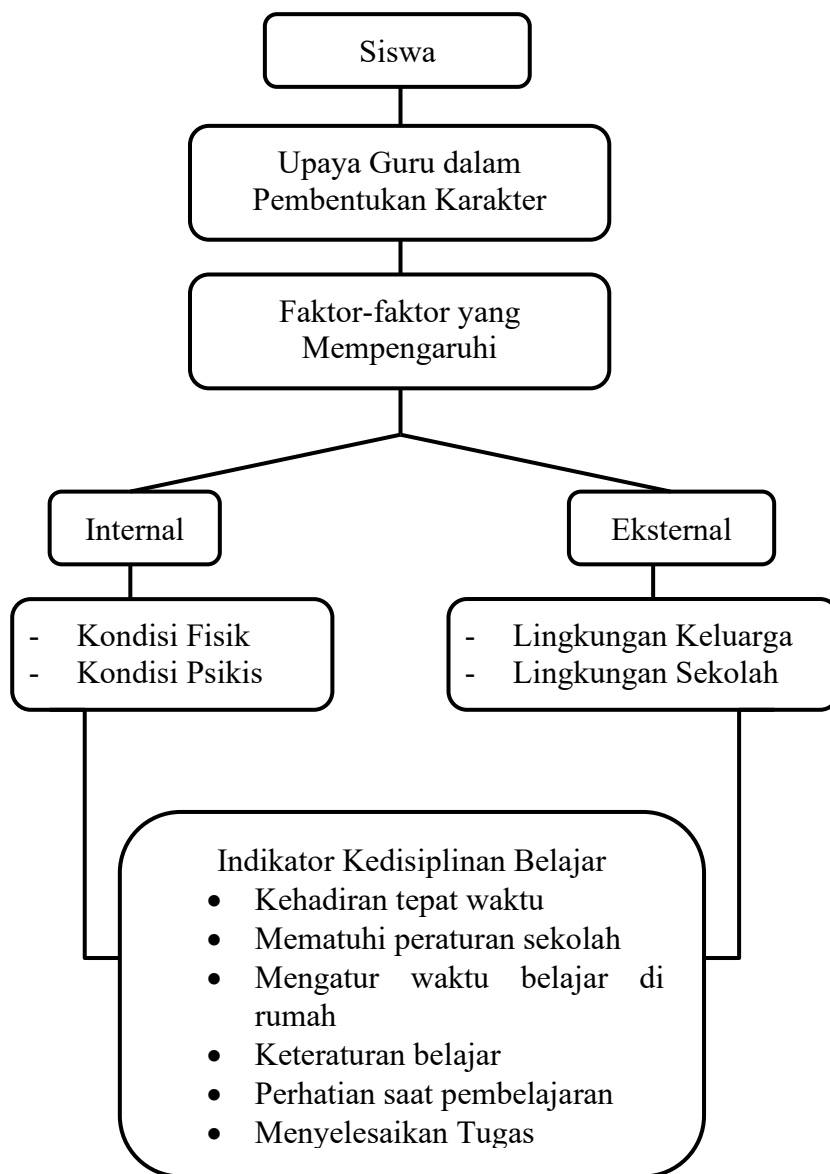 Siswa
Upaya Guru dalam
Pembentukan Karakter
Faktor-faktor yang
Mempengaruhi
Internal
Eksternal
- Kondisi Fisik
- Kondisi Psikis
- Lingkungan Keluarga
- Lingkungan Sekolah
Indikator Kedisiplinan Belajar
• Kehadiran tepat waktu
• Mematuhi peraturan sekolah
• Mengatur waktu belajar di
rumah
• Keteraturan belajar
• Perhatian saat pembelajaran
• Menyelesaikan Tugas